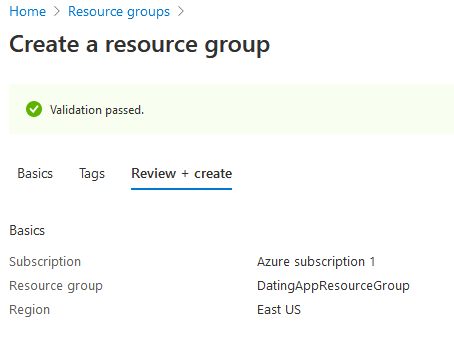 Home > Resource groups >
Create a resource group
Validation passed.
Basics Tags Review + create
Basics
Subscription Azure subscription 1
Resource group DatingAppResourceGroup
Region East US